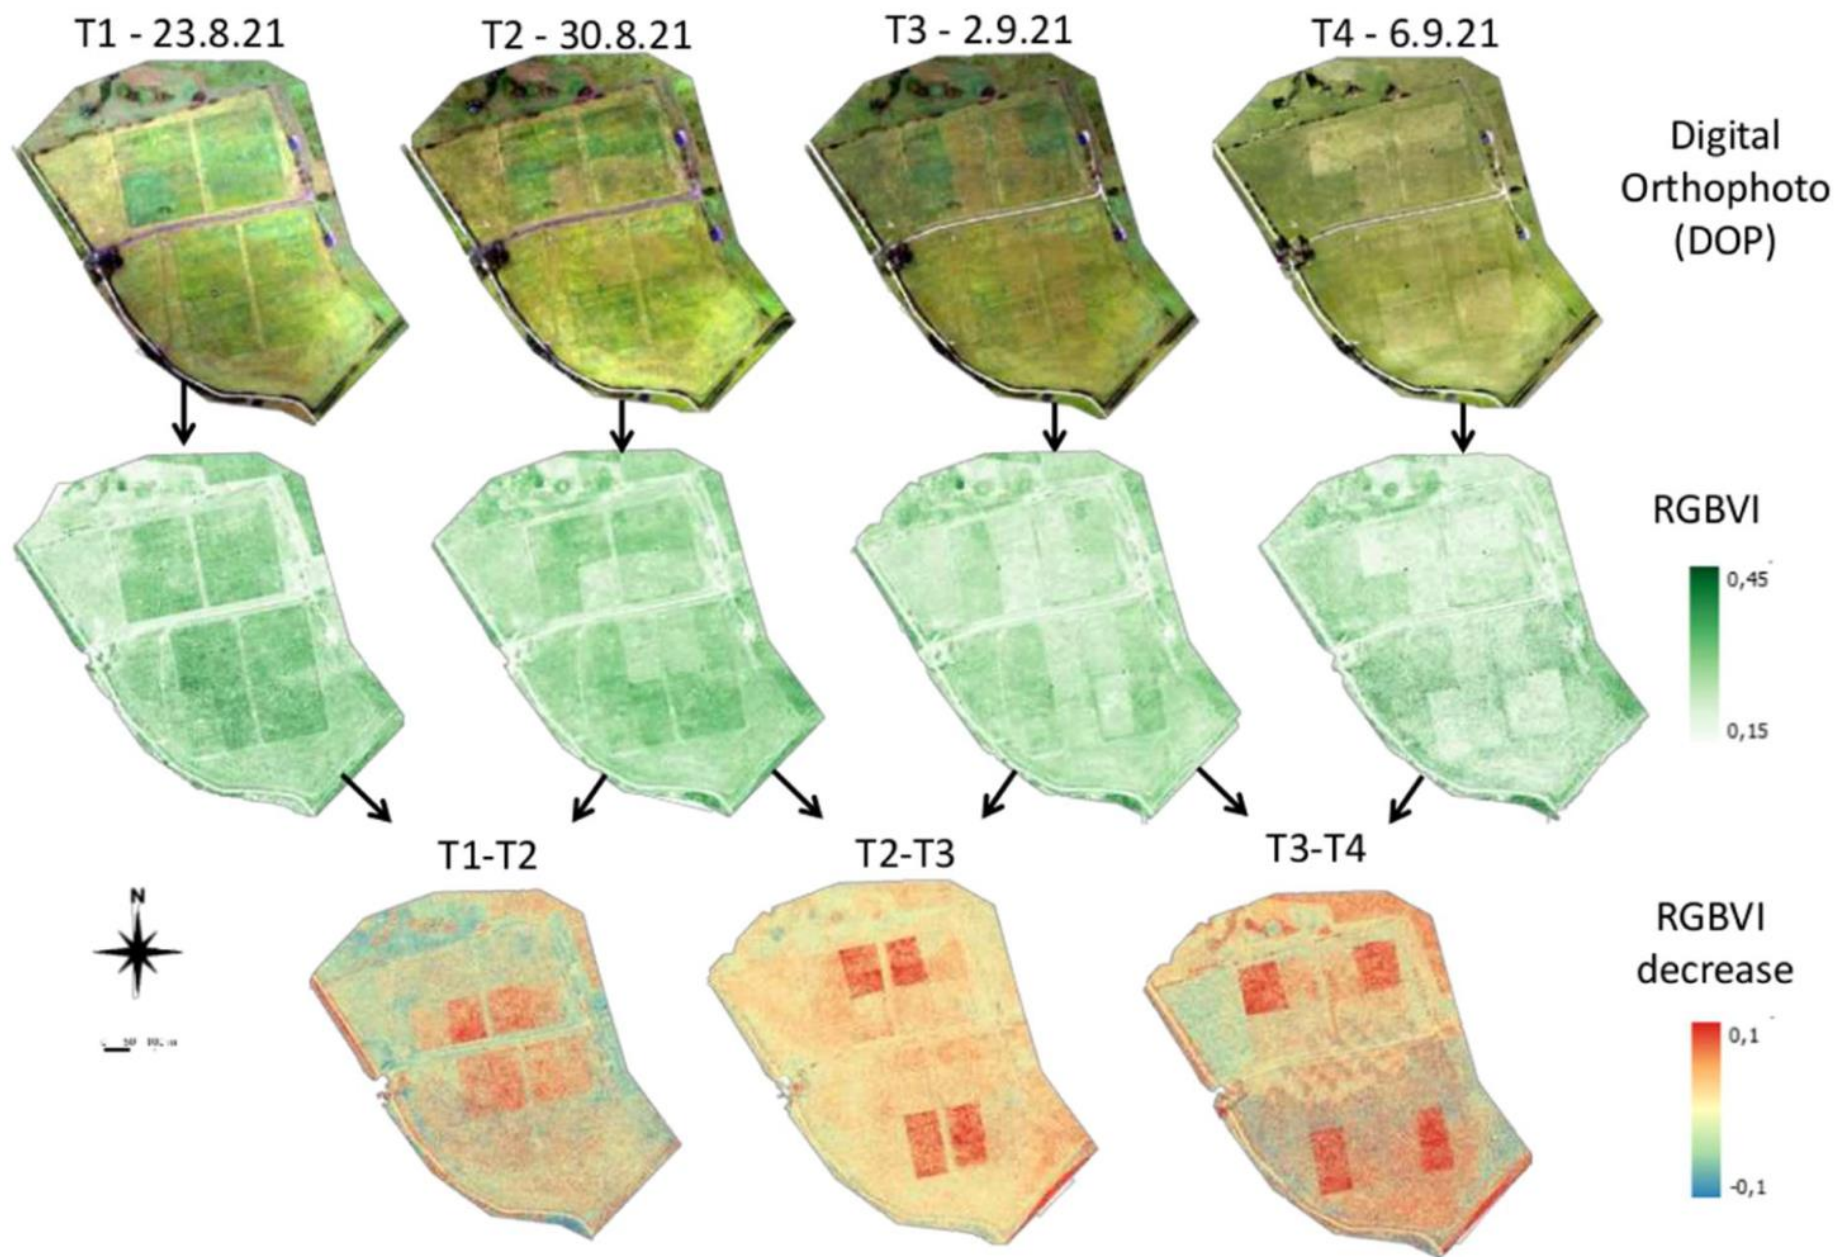 T1 - 23.8.21
T2 - 30.8.21
T3 - 2.9.21
T4 - 6.9.21
Digital
Orthophoto
(DOP)
RGBVI
0,45
0,15
T1-T2
T2-T3
T3-T4
N
RGBVI
decrease
0,1
-0,1